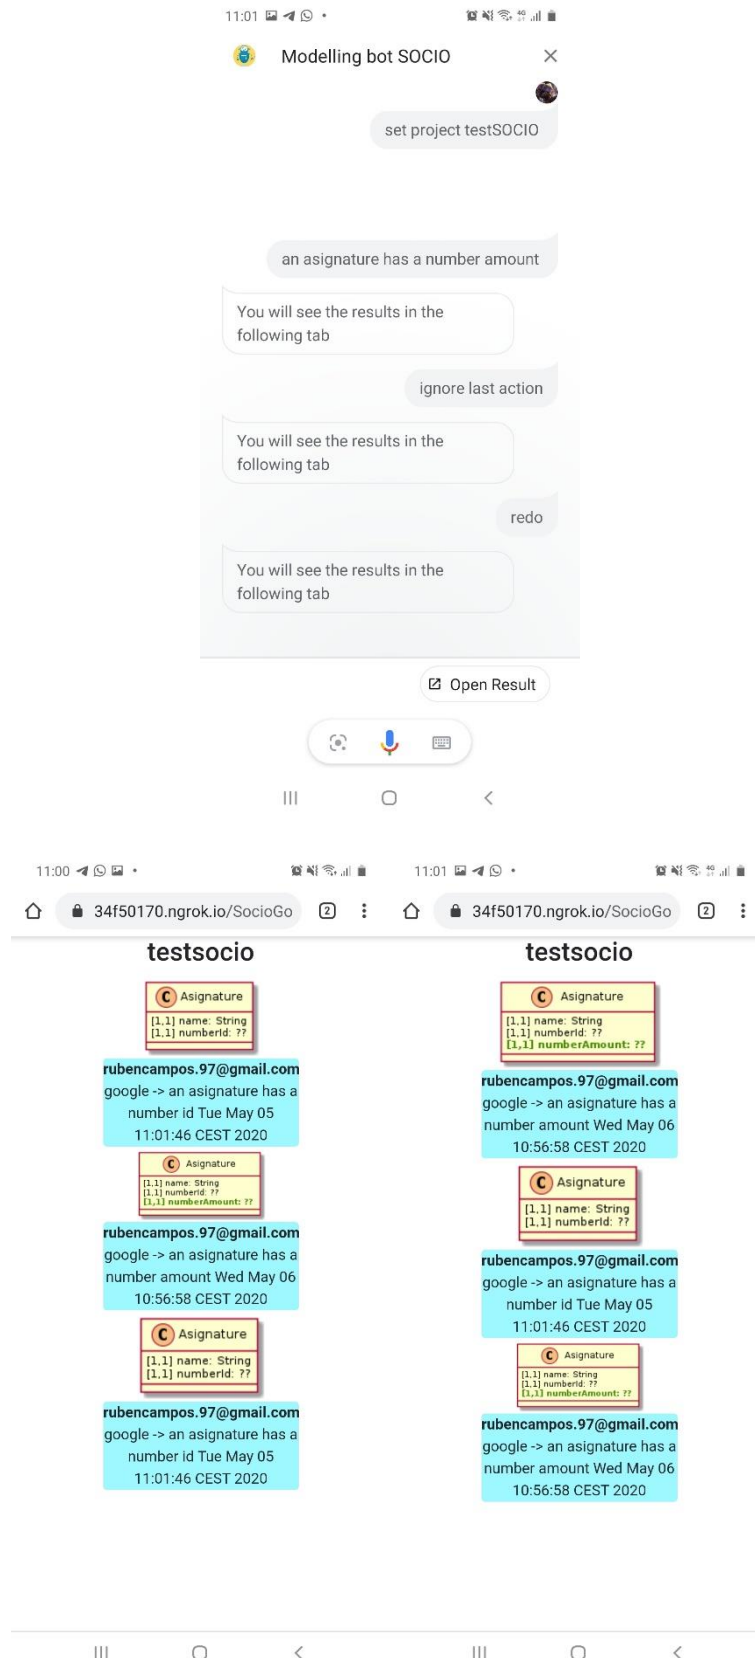 11:01
Modelling bot SOCIO
set project testSOCIO
an asignature has a number amount
You will see the results in the
following tab
ignore last action
You will see the results in the
following tab
redo
You will see the results in the
following tab
Open Result
11:00
34f50170.ngrok.io/SocioGo
2
testsocio
C Asignature
[1,1] name: String
[1,1] numberId: ??
rubencampos.97@gmail.com
google -> an asignature has a
number id Tue May 05
11:01:46 CEST 2020
C Asignature
[1,1] name: String
[1,1] numberId: ??
[1,1] numberAmount: ??
rubencampos.97@gmail.com
google -> an asignature has a
number amount Wed May 06
10:56:58 CEST 2020
C Asignature
[1,1] name: String
[1,1] numberId: ??
rubencampos.97@gmail.com
google -> an asignature has a
number id Tue May 05
11:01:46 CEST 2020
11:01
34f50170.ngrok.io/SocioGo
2
testsocio
C Asignature
[1,1] name: String
[1,1] numberId: ??
[1,1] numberAmount: ??
rubencampos.97@gmail.com
google -> an asignature has a
number amount Wed May 06
10:56:58 CEST 2020
C Asignature
[1,1] name: String
[1,1] numberId: ??
rubencampos.97@gmail.com
google -> an asignature has a
number id Tue May 05
11:01:46 CEST 2020
C Asignature
[1,1] name: String
[1,1] numberId: ??
[1,1] numberAmount: ??
rubencampos.97@gmail.com
google -> an asignature has a
number amount Wed May 06
10:56:58 CEST 2020